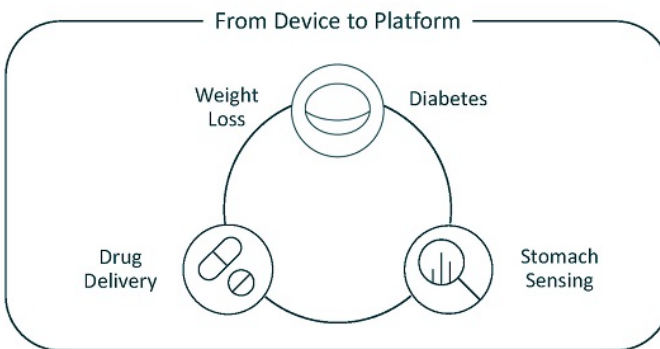 From Device to Platform
Weight
Loss
Diabetes
Drug
Delivery
Stomach
Sensing